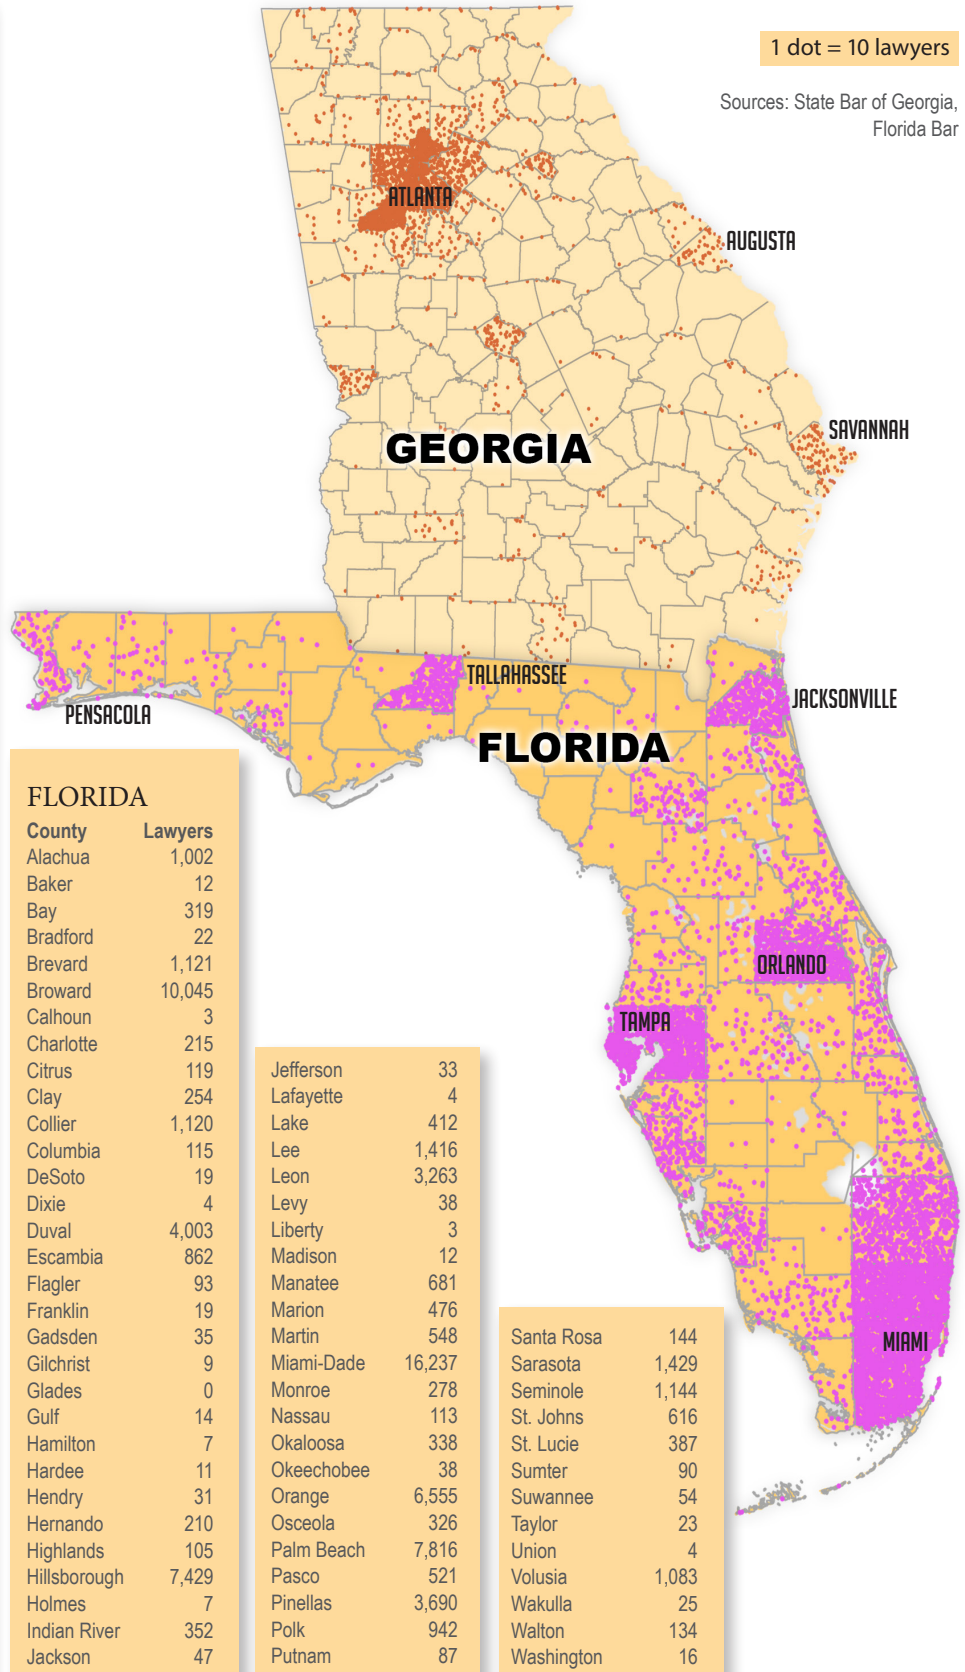 1 dot = 10 lawyers
Sources: State Bar of Georgia,
Florida Bar
ATLANTA
AUGUSTA
SAVANNAH
GEORGIA
TALLAHASSEE
JACKSONVILLE
PENSACOLA
FLORIDA
ORLANDO
TAMPA
MIAMI
FLORIDA
County Lawyers
Alachua 1,002
Baker 12
Bay 319
Bradford 22
Brevard 1,121
Broward 10,045
Calhoun 3
Charlotte 215
Citrus 119
Clay 254
Collier 1,120
Columbia 115
DeSoto 19
Dixie 4
Duval 4,003
Escambia 862
Flagler 93
Franklin 19
Gadsden 35
Gilchrist 9
Glades 0
Gulf 14
Hamilton 7
Hardee 11
Hendry 31
Hernando 210
Highlands 105
Hillsborough 7,429
Holmes 7
Indian River 352
Jackson 47
Jefferson 33
Lafayette 4
Lake 412
Lee 1,416
Leon 3,263
Levy 38
Liberty 3
Madison 12
Manatee 681
Marion 476
Martin 548
Miami-Dade 16,237
Monroe 278
Nassau 113
Okaloosa 338
Okeechobee 38
Orange 6,555
Osceola 326
Palm Beach 7,816
Pasco 521
Pinellas 3,690
Polk 942
Putnam 87
Santa Rosa 144
Sarasota 1,429
Seminole 1,144
St. Johns 616
St. Lucie 387
Sumter 90
Suwannee 54
Taylor 23
Union 4
Volusia 1,083
Wakulla 25
Walton 134
Washington 16